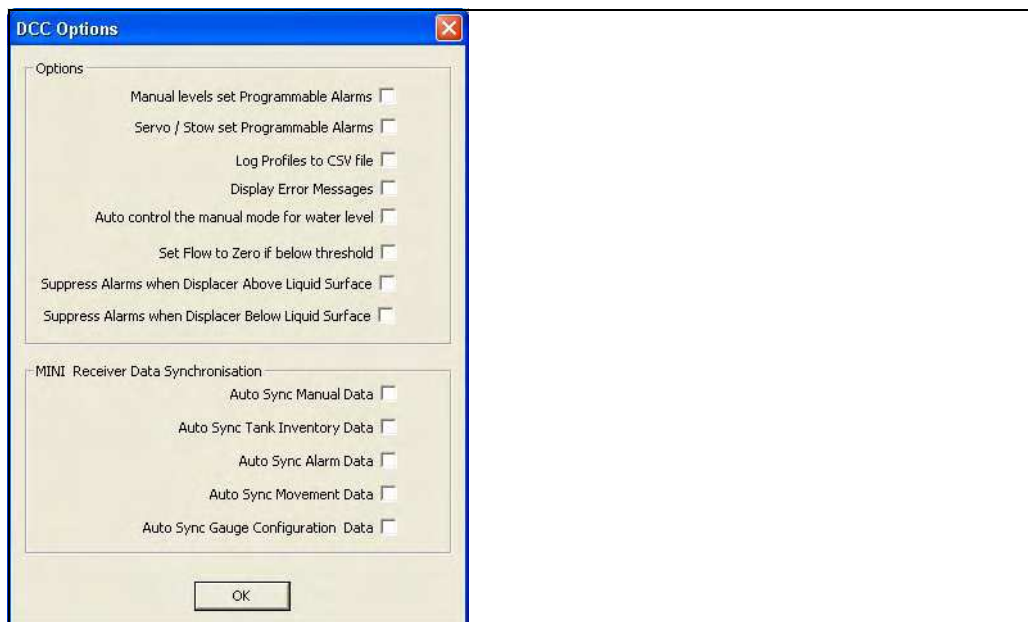 DCC Options
Options
Manual levels set Programmable Alarms
Servo / Stow set Programmable Alarms
Log Profiles to CSV file
Display Error Messages
Auto control the manual mode for water level
Set Flow to Zero if below threshold
Suppress Alarms when Displacer Above Liquid Surface
Suppress Alarms when Displacer Below Liquid Surface
MINI Receiver Data Synchronisation
Auto Sync Manual Data
Auto Sync Tank Inventory Data
Auto Sync Alarm Data
Auto Sync Movement Data
Auto Sync Gauge Configuration Data
OK